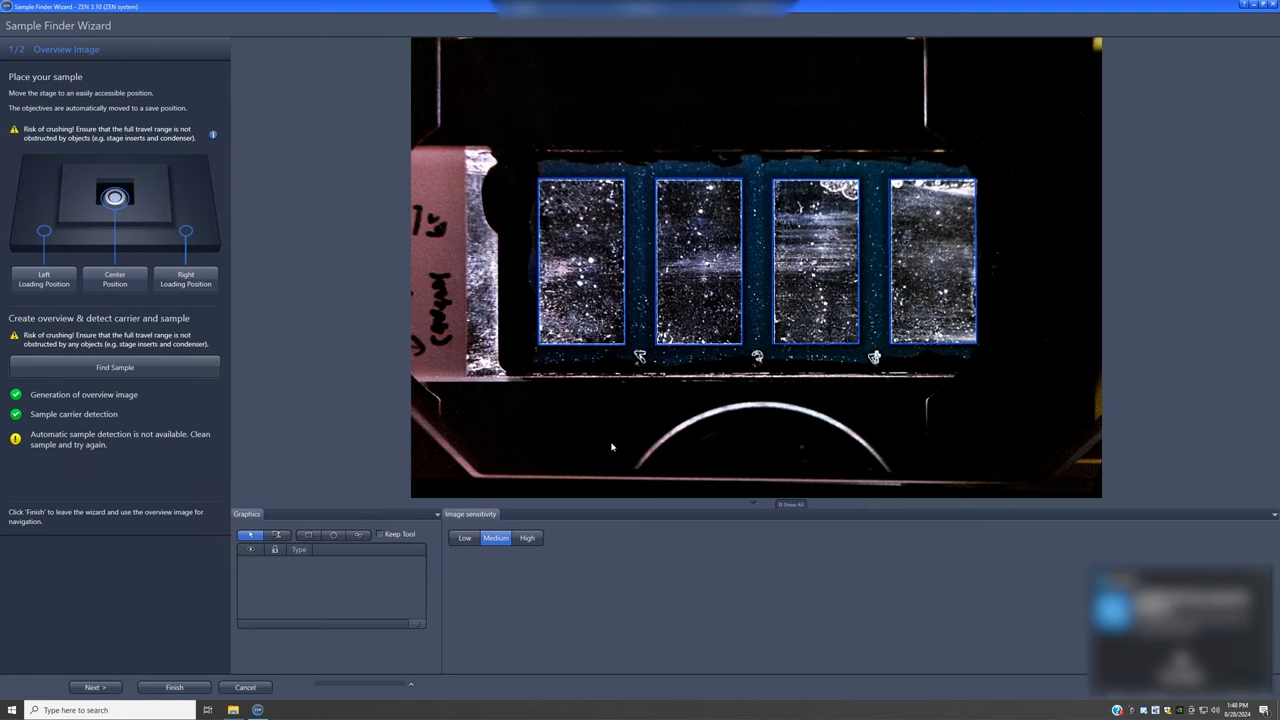 Sample Finder Wizard - ZEN 3.10 (ZEN system)
Sample Finder Wizard
1/2 Overview Image
Place your sample
Move the stage to an easily accessible position.
The objectives are automatically moved to a save position.
Risk of crushing! Ensure that the full travel range is not
obstructed by objects (e.g. stage inserts and condenser).
Left
Loading Position
Center
Position
Right
Loading Position
Create overview & detect carrier and sample
Risk of crushing! Ensure that the full travel range is not
obstructed by any objects (e.g. stage inserts and condenser).
Find Sample
Generation of overview image
Sample carrier detection
Automatic sample detection is not available. Clean
sample and try again.
Click 'Finish' to leave the wizard and use the overview image for
navigation.
Control
Show All
Graphics
Keep Tool
Type
Image sensitivity
Low Medium High
Next > Finish Cancel
Type here to search
1:48 PM
8/28/2024